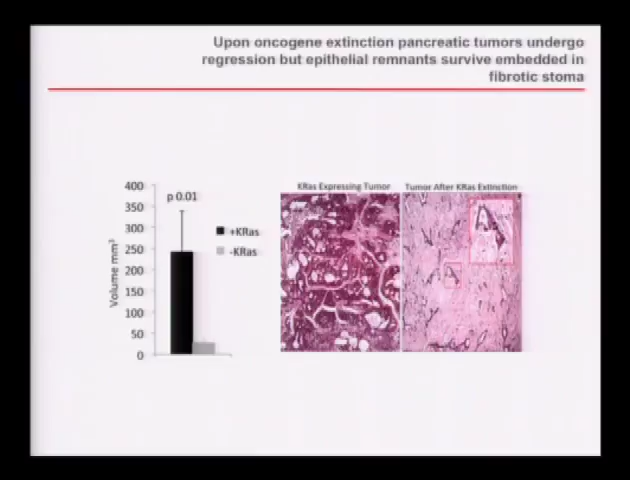 Upon oncogene extinction pancreatic tumors undergo
regression but epithelial remnants survive embedded in
fibrotic stoma
KRas Expressing Tumor
Tumor After KRas Extinction
400
350
300
250
200
150
100
50
0
Volume mm³
p 0.01
+KRas
-KRas